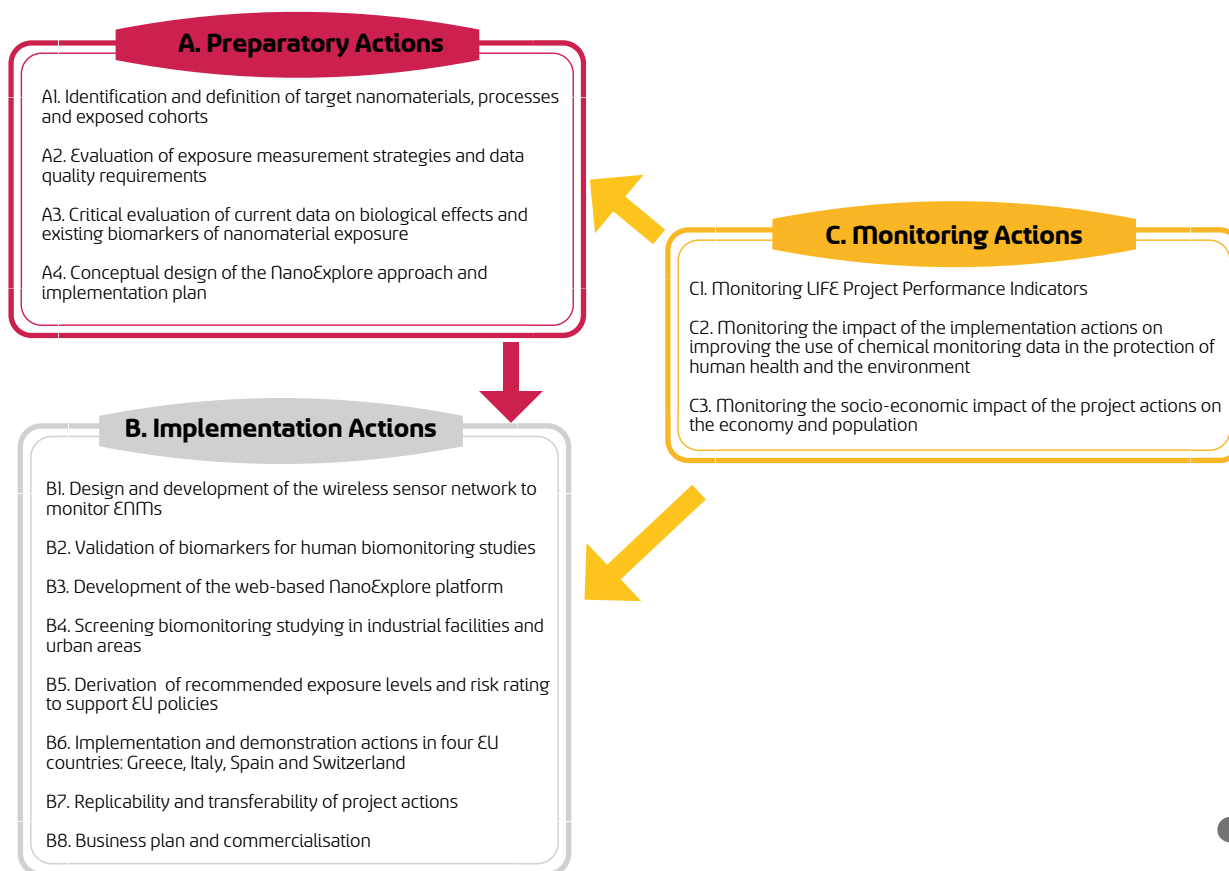 A. Preparatory Actions
A1. Identification and definition of target nanomaterials, processes
and exposed cohorts
A2. Evaluation of exposure measurement strategies and data
quality requirements
A3. Critical evaluation of current data on biological effects and
existing biomarkers of nanomaterial exposure
A4. Conceptual design of the NanoExplore approach and
implementation plan
B. Implementation Actions
B1. Design and development of the wireless sensor network to
monitor ENMs
B2. Validation of biomarkers for human biomonitoring studies
B3. Development of the web-based NanoExplore platform
B4. Screening biomonitoring studying in industrial facilities and
urban areas
B5. Derivation of recommended exposure levels and risk rating
to support EU policies
B6. Implementation and demonstration actions in four EU
countries: Greece, Italy, Spain and Switzerland
B7. Replicability and transferability of project actions
B8. Business plan and commercialisation
C. Monitoring Actions
C1. Monitoring LIFE Project Performance Indicators
C2. Monitoring the impact of the implementation actions on
improving the use of chemical monitoring data in the protection of
human health and the environment
C3. Monitoring the socio-economic impact of the project actions on
the economy and population